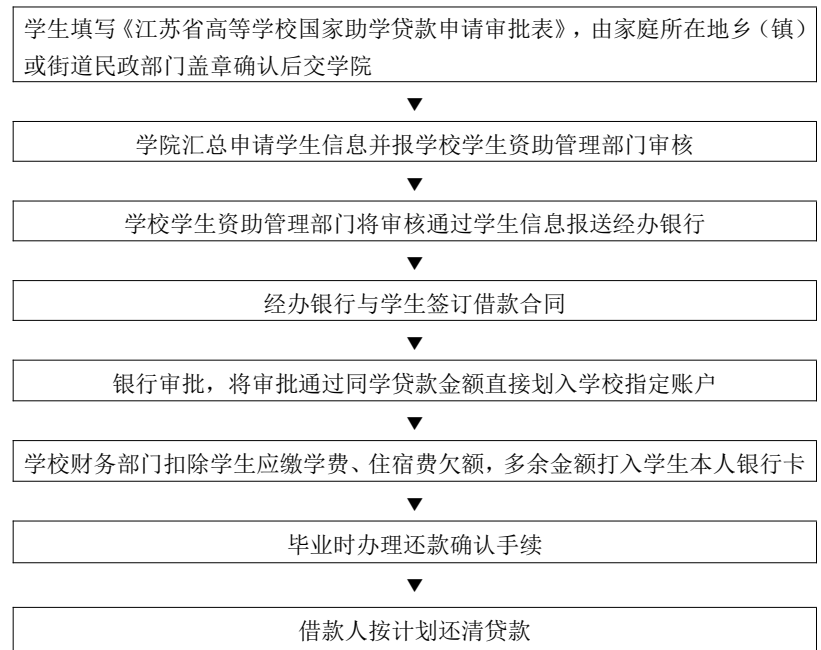 学生填写《江苏省高等学校国家助学贷款申请审批表》，由家庭所在地乡（镇）
或街道民政部门盖章确认后交学院
学院汇总申请学生信息并报学校学生资助管理部门审核
学校学生资助管理部门将审核通过学生信息报送经办银行
经办银行与学生签订借款合同
银行审批，将审批通过同学贷款金额直接划入学校指定账户
学校财务部门扣除学生应缴学费、住宿费欠额，多余金额打入学生本人银行卡
毕业时办理还款确认手续
借款人按计划还清贷款